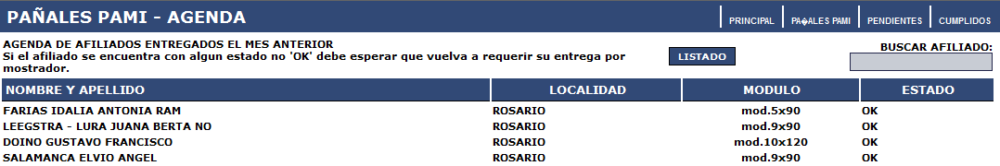 PAÑALES PAMI - AGENDA
PRINCIPAL
PA�ALES PAMI
PENDIENTES
CUMPLIDOS
AGENDA DE AFILIADOS ENTREGADOS EL MES ANTERIOR
Si el afiliado se encuentra con algun estado no 'OK' debe esperar que vuelva a requerir su entrega por
mostrador.
LISTADO
BUSCAR AFILIADO:
NOMBRE Y APELLIDO LOCALIDAD MODULO ESTADO
FARIAS IDALIA ANTONIA RAM ROSARIO mod.5x90 OK
LEEGSTRA - LURA JUANA BERTA NO ROSARIO mod.9x90 OK
DOINO GUSTAVO FRANCISCO ROSARIO mod.10x120 OK
SALAMANCA ELVIO ANGEL ROSARIO mod.9x90 OK